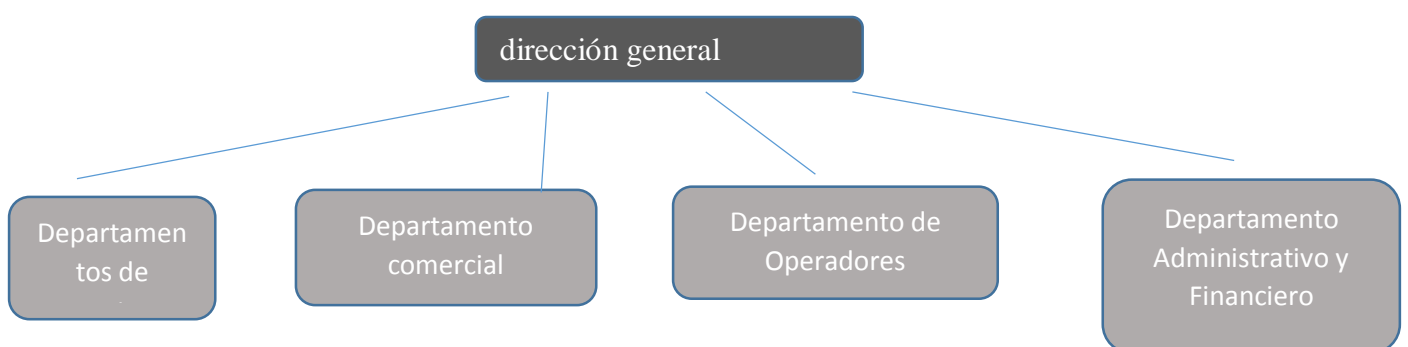 dirección general
Departamen
tos de
Departamento
comercial
Departamento de
Operadores
Departamento
Administrativo y
Financiero